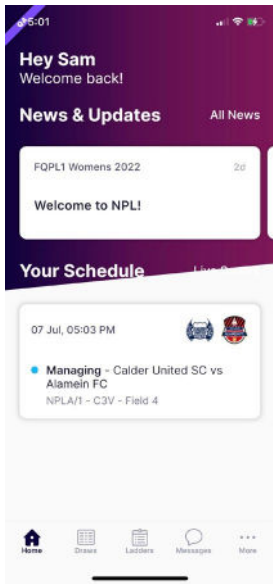 5:01
Hey Sam
Welcome back!
News & Updates All News
FQPL1 Womens 2022 2d
Welcome to NPL!
Your Schedule
07 Jul, 05:03 PM
Managing - Calder United SC vs
Alamein FC
NPLA/1 - C3V - Field 4
Home Draws Ladders Messages More